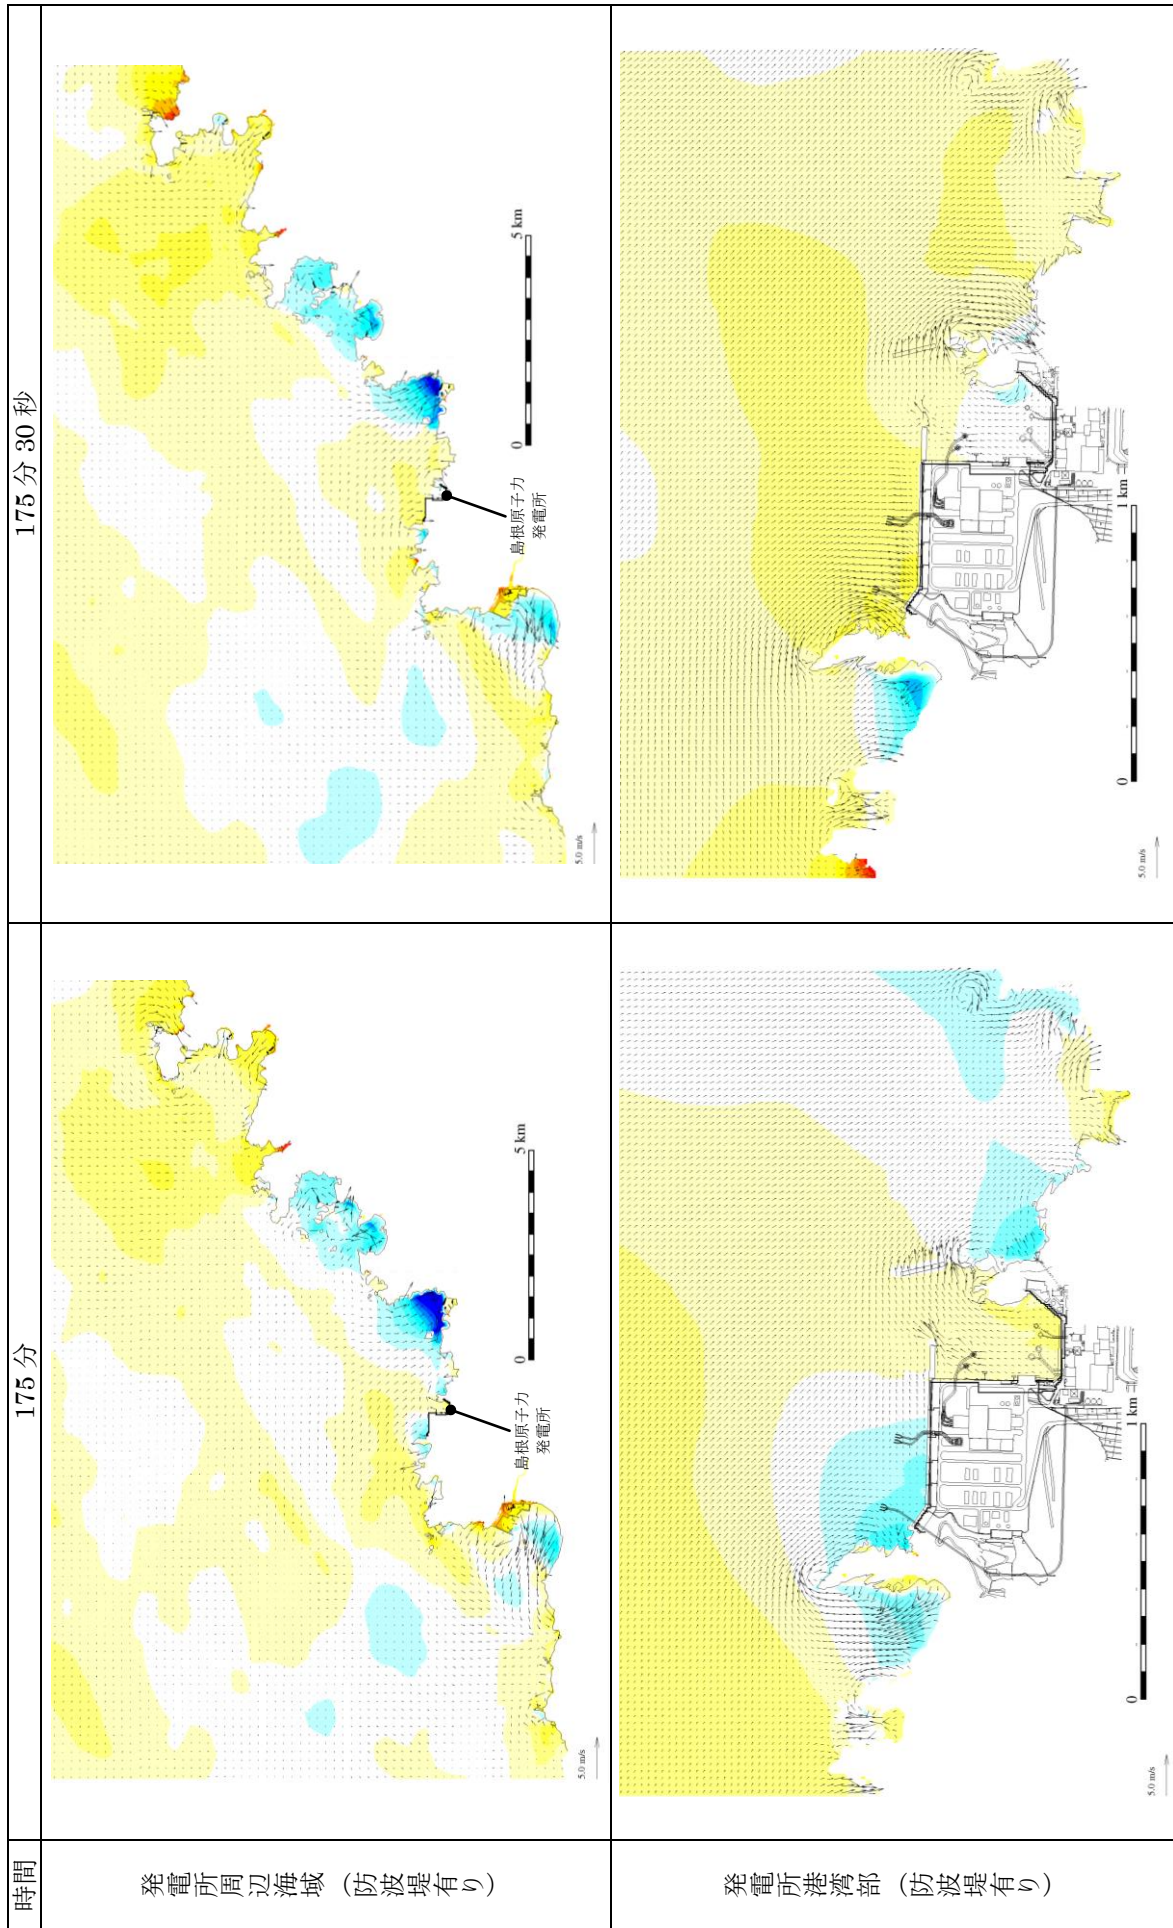 時間
175分
175分 30秒
発電所周辺海域（防波堤有り）
島根原子力
発電所
0
5 km
5.0 m/s
島根原子力
発電所
0
5 km
5.0 m/s
発電所港湾部（防波堤有り）
0
1 km
5.0 m/s
0
1 km
5.0 m/s